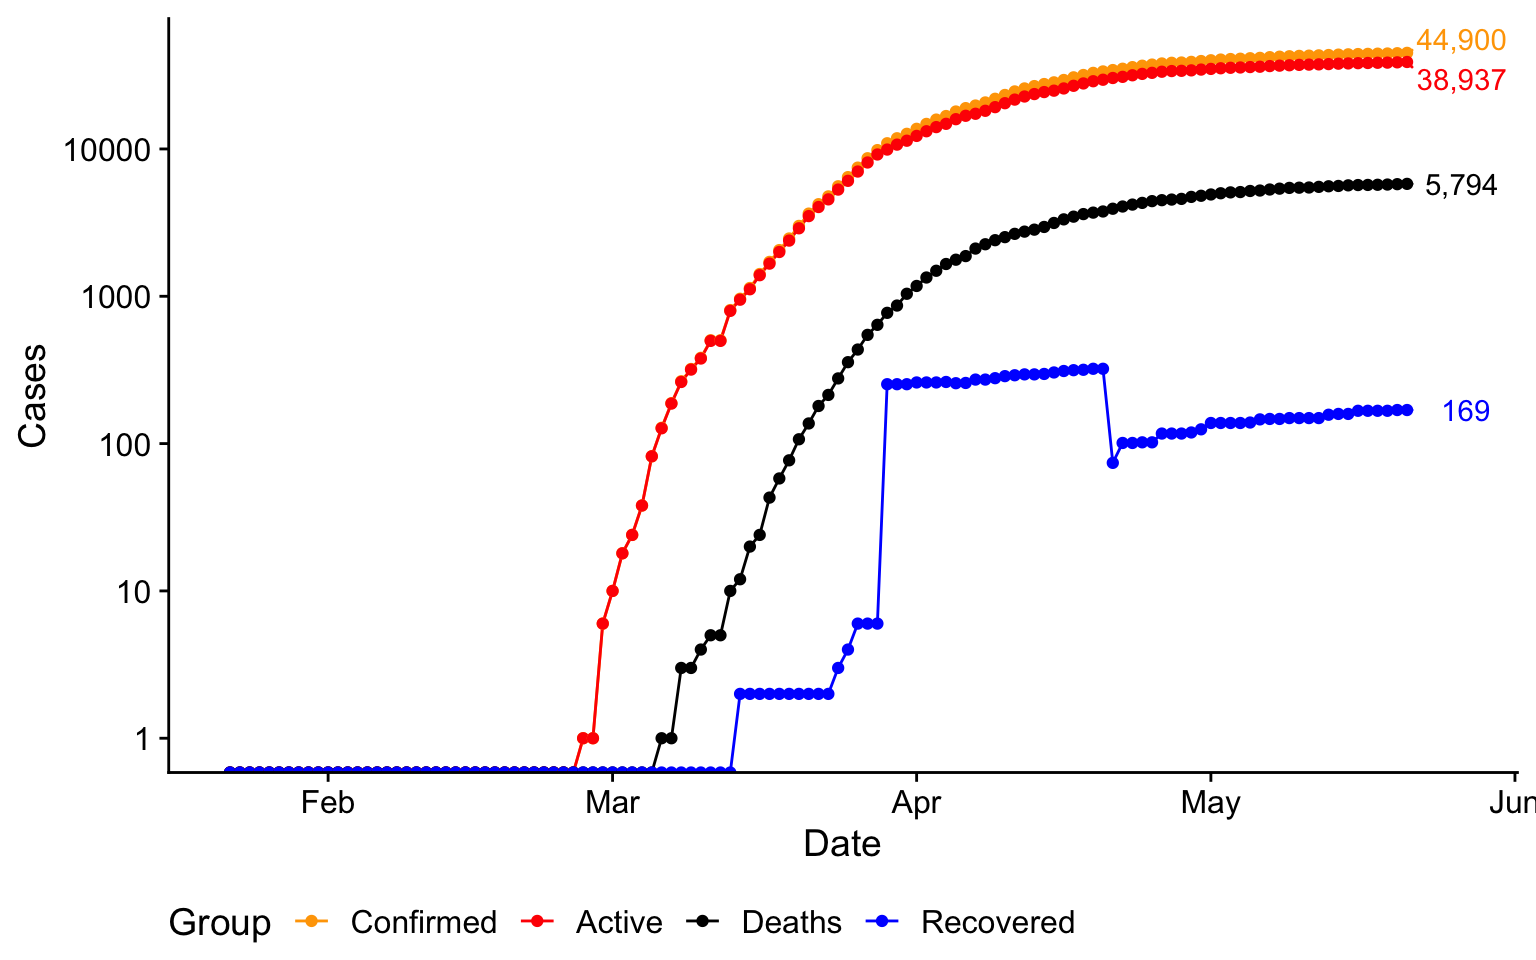 44,900
38,937
10000
5,794
1000
Cases
169
100
10
1
Feb Mar Apr May Jun
Date
Group Confirmed Active Deaths Recovered